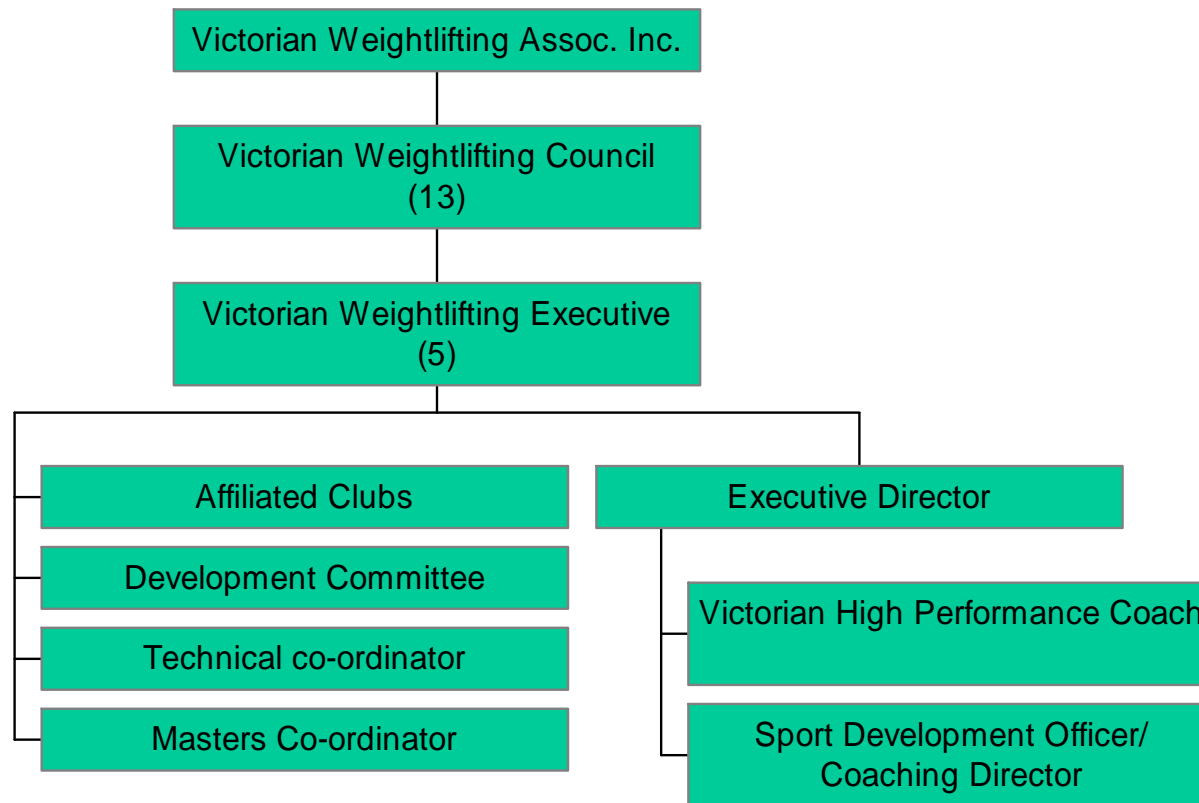 Victorian Weightlifting Assoc. Inc.
Victorian Weightlifting Council
(13)
Victorian Weightlifting Executive
(5)
Affiliated Clubs
Development Committee
Technical co-ordinator
Masters Co-ordinator
Executive Director
Victorian High Performance Coach
Sport Development Officer/
Coaching Director